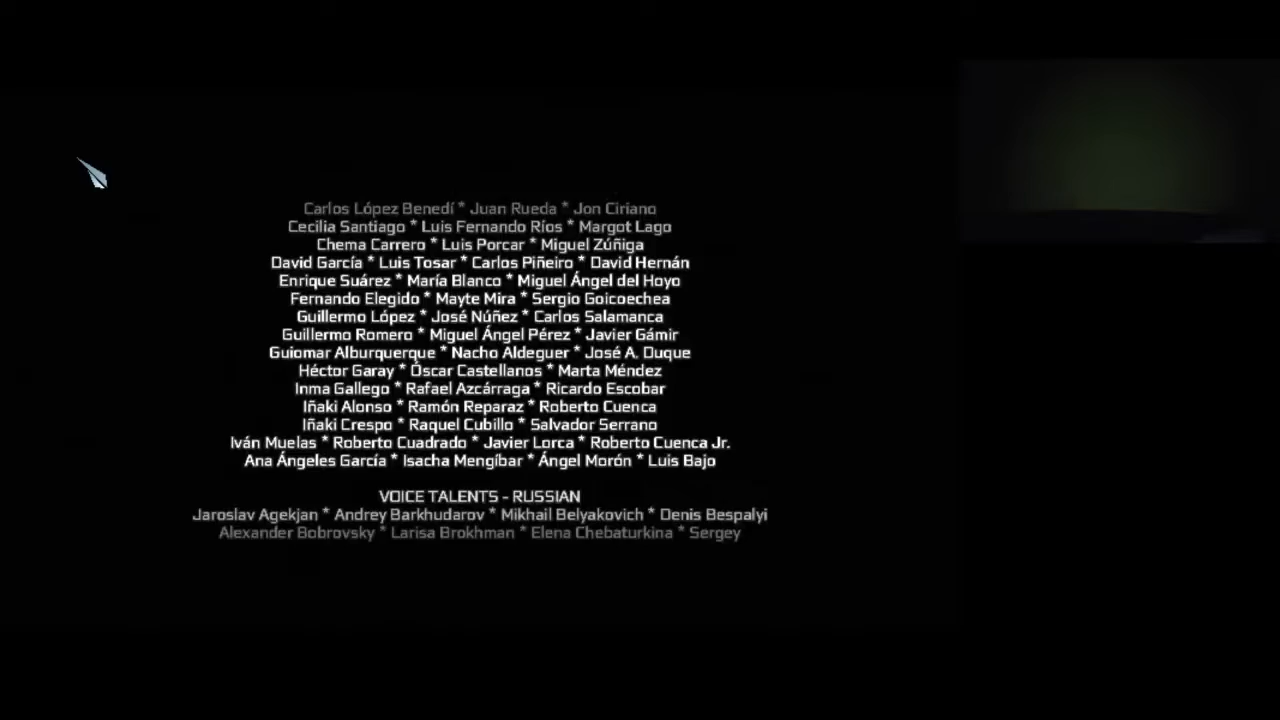 Carlos López Benedí * Juan Rueda * Jon Ciriano
Cecilia Santiago * Luis Fernando Ríos * Margot Lago
Chema Carrero * Luis Porcar * Miguel Zúñiga
David García * Luis Tosar * Carlos Piñeiro * David Hernán
Enrique Suárez * María Blanco * Miguel Ángel del Hoyo
Fernando Elegido * Mayte Mira * Sergio Goicoechea
Guillermo López * José Núñez * Carlos Salamanca
Guillermo Romero * Miguel Ángel Pérez * Javier Gámir
Guiomar Alburquerque * Nacho Aldeguer * José A. Duque
Héctor Garay * Óscar Castellanos * Marta Méndez
Inma Gallego * Rafael Azcárraga * Ricardo Escobar
Iñaki Alonso * Ramón Reparaz * Roberto Cuenca
Iñaki Crespo * Raquel Cubillo * Salvador Serrano
Iván Muelas * Roberto Cuadrado * Javier Lorca * Roberto Cuenca Jr.
Ana Ángeles García * Isacha Mengíbar * Ángel Morón * Luis Bajo
VOICE TALENTS - RUSSIAN
Jaroslav Agekjan * Andrey Barkhudarov * Mikhail Belyakovich * Denis Bespalyi
Alexander Bobrovsky * Larisa Brokhman * Elena Chebaturkina * Sergey